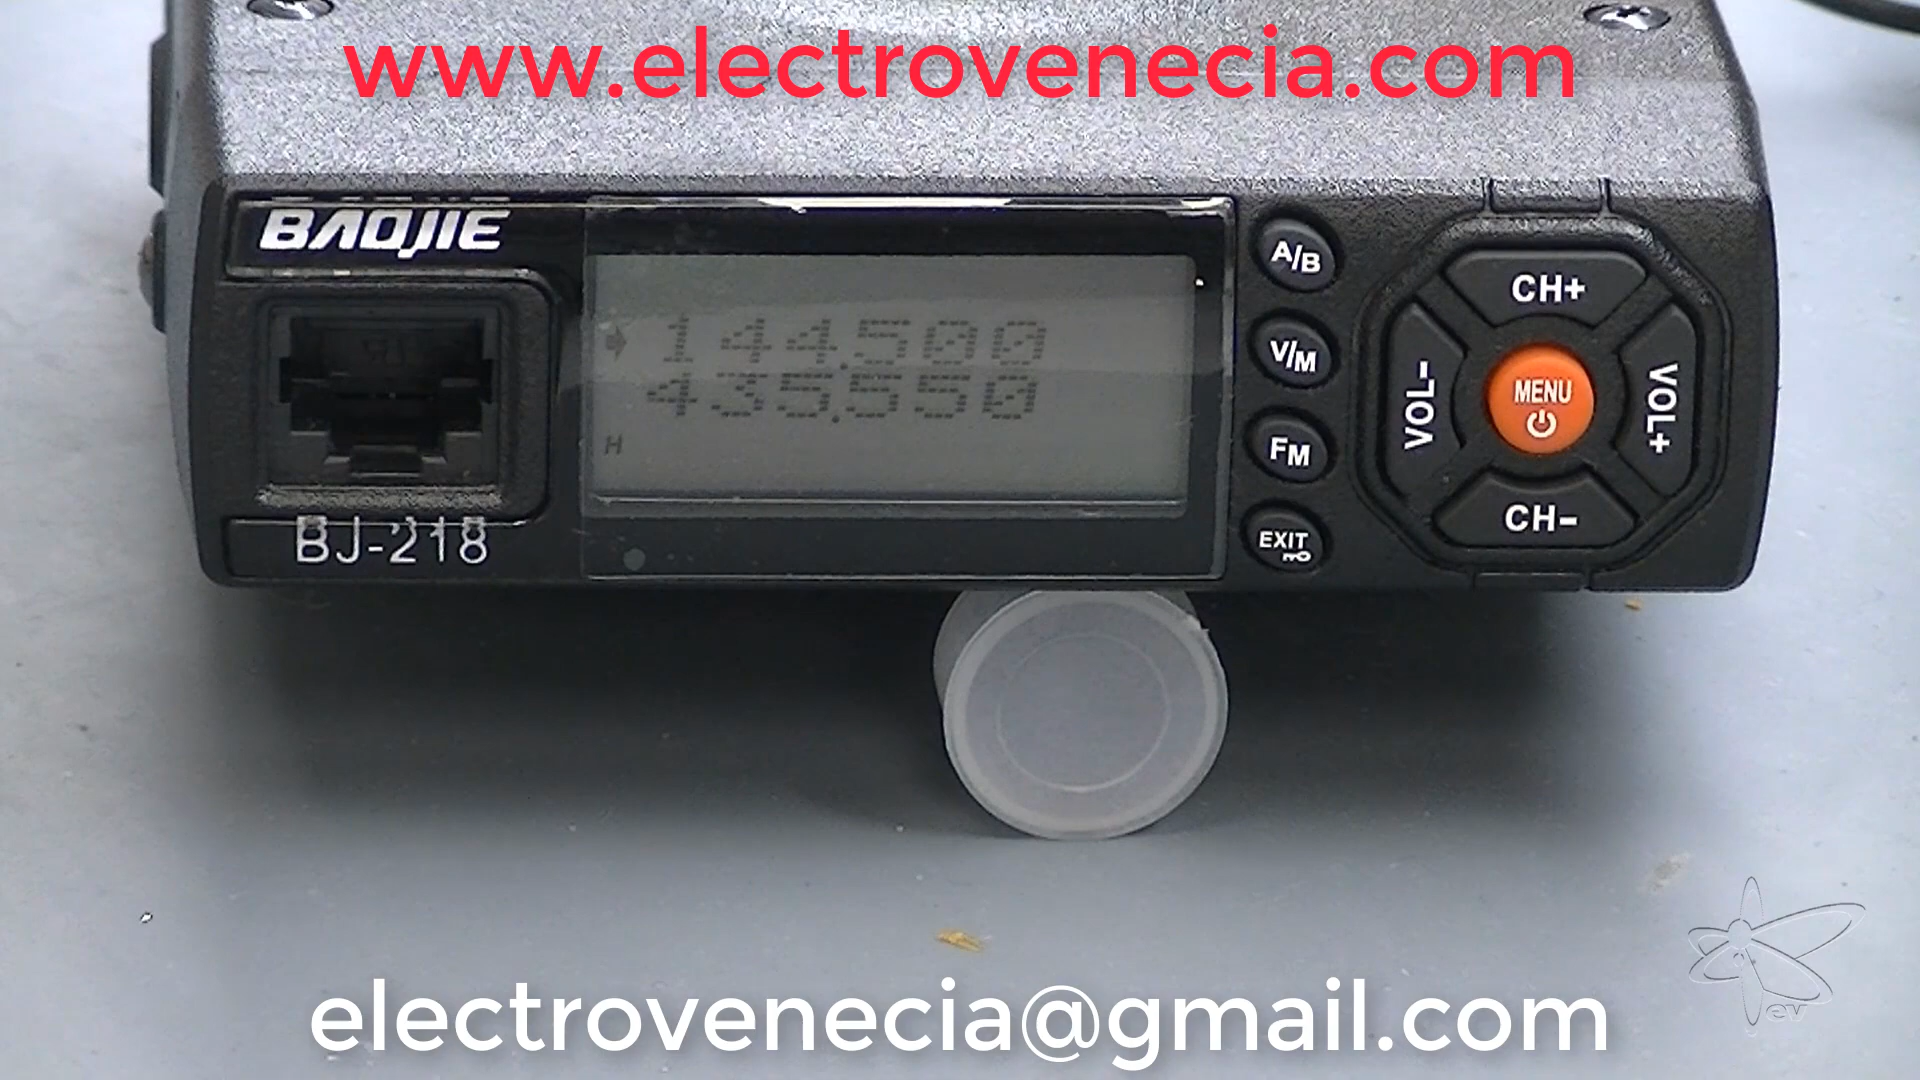 www.electrovenecia.com
BAOJIE
144.500
435.550
H
BJ-218
A/B
V/M
FM
EXIT
CH+
VOL-
MENU
VOL+
CH-
ev
electrovenecia@gmail.com